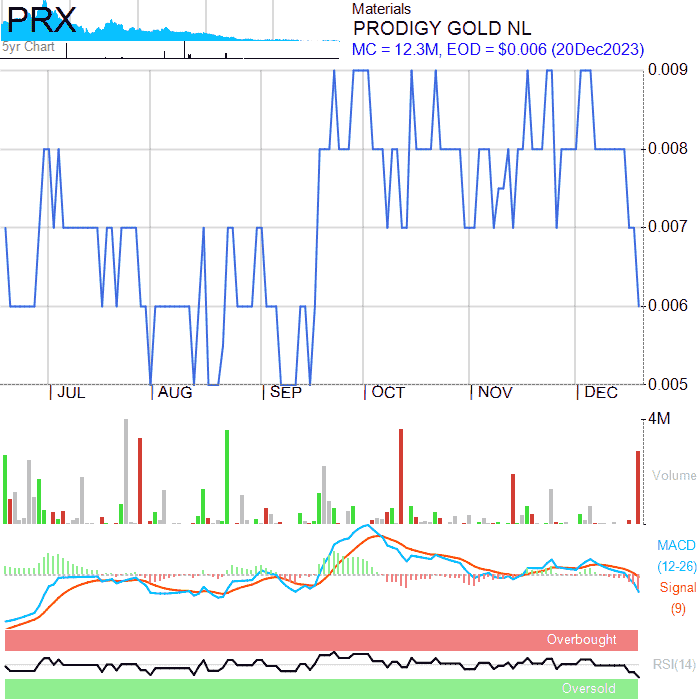 PRX
Materials
PRODIGY GOLD NL
MC = 12.3M, EOD = $0.006 (20Dec2023)
5yr Chart
0.009
0.008
0.007
0.006
0.005
JUL AUG SEP OCT NOV DEC
4M
Volume
MACD
(12-26)
Signal
(9)
Overbought
RSI(14)
Oversold